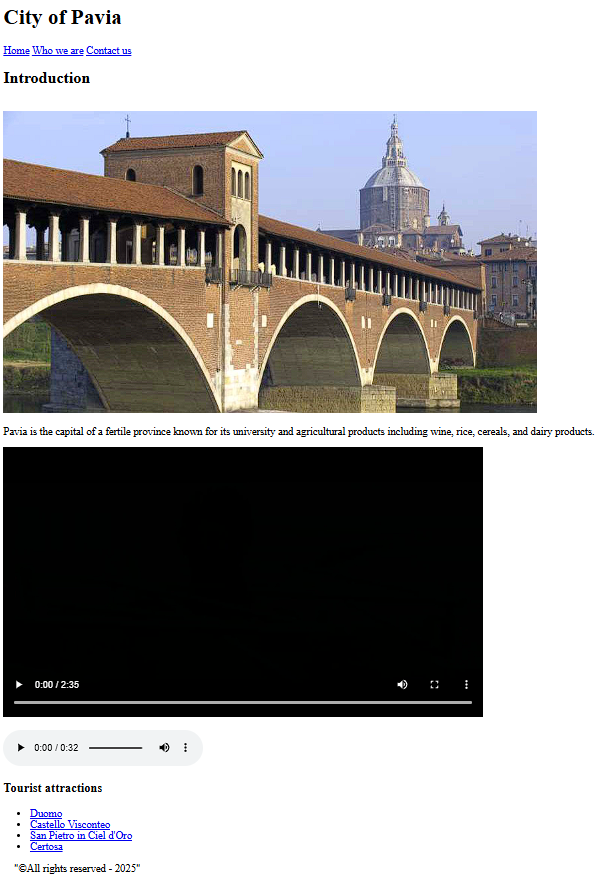 City of Pavia
Home Who we are Contact us
Introduction
Pavia is the capital of a fertile province known for its university and agricultural products including wine, rice, cereals, and dairy products.
0:00 / 2:35
0:00 / 0:32
Tourist attractions
Duomo
Castello Visconteo
San Pietro in Ciel d'Oro
Certosa
"©All rights reserved - 2025"